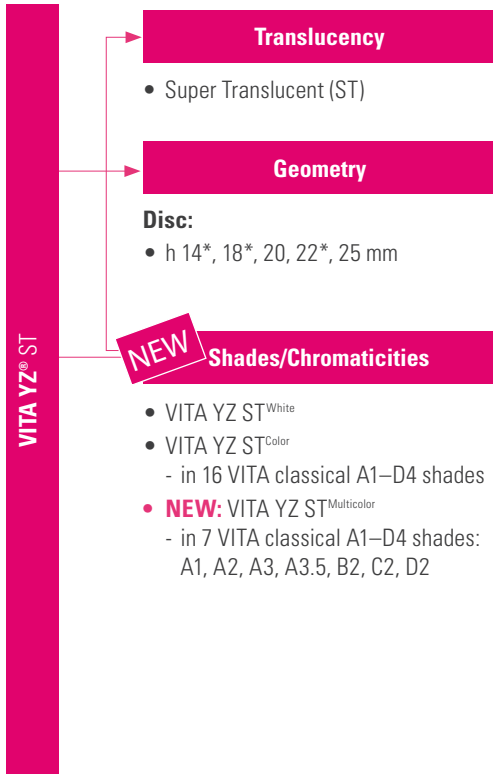 VITA YZ® ST
Translucency
• Super Translucent (ST)
Geometry
Disc:
• h 14*, 18*, 20, 22*, 25 mm
NEW
Shades/Chromaticities
• VITA YZ STWhite
• VITA YZ STColor
- in 16 VITA classical A1–D4 shades
• NEW: VITA YZ STMulticolor
- in 7 VITA classical A1–D4 shades:
A1, A2, A3, A3.5, B2, C2, D2